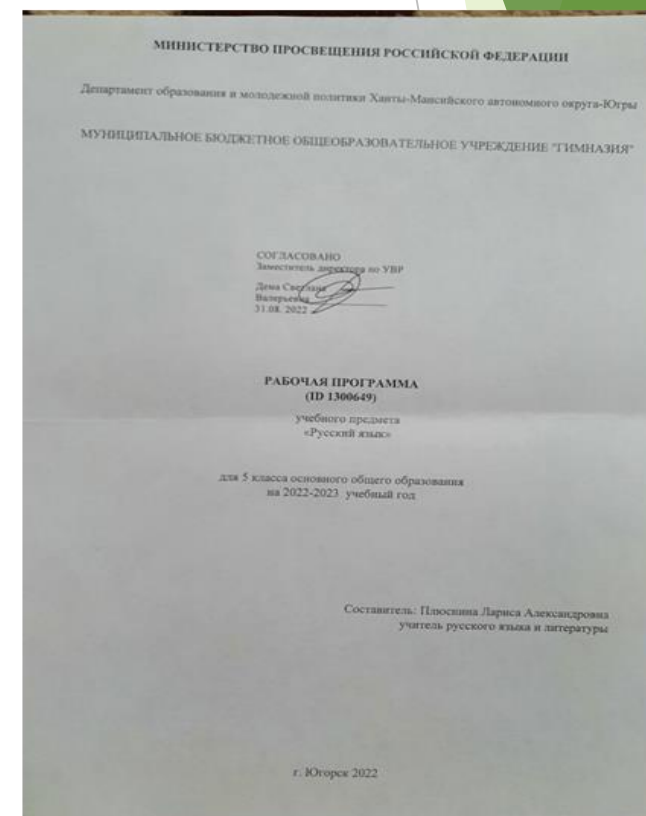 МИНИСТЕРСТВО ПРОСВЕЩЕНИЯ РОССИЙСКОЙ ФЕДЕРАЦИИ
Департамент образования и молодежной политики Ханты-Мансийского автономного округа-Югры
МУНИЦИПАЛЬНОЕ БЮДЖЕТНОЕ ОБЩЕОБРАЗОВАТЕЛЬНОЕ УЧРЕЖДЕНИЕ "ГИМНАЗИЯ"
СОГЛАСОВАНО
Заместитель директора по УВР
Дема Светлана
Валерьевна
31.08. 2022
РАБОЧАЯ ПРОГРАММА
(ID 1300649)
учебного предмета
«Русский язык»
для 5 класса основного общего образования
на 2022-2023 учебный год
Составитель: Плюснина Лариса Александровна
учитель русского языка и литературы
г. Югорск 2022